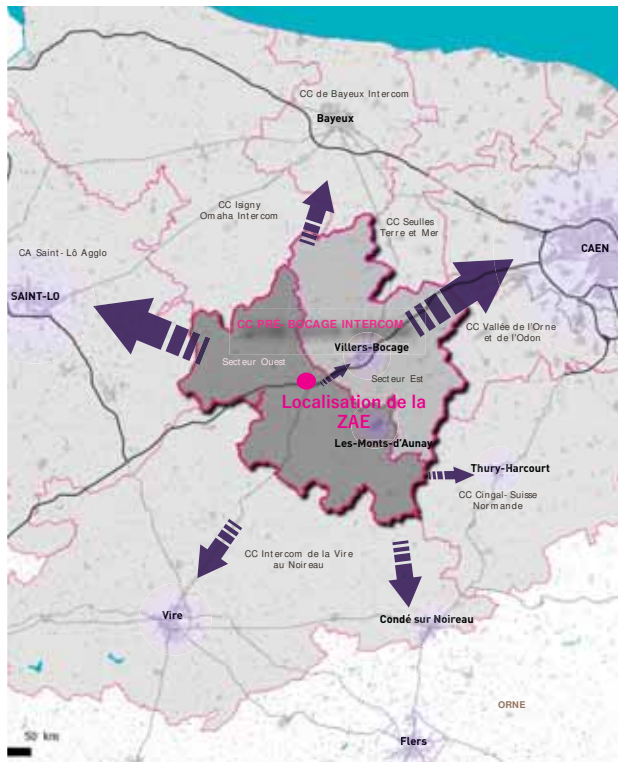 CC de Bayeux Intercom
Bayeux
CC Isigny
Omaha Intercom
CC Seulles
Terre et Mer
CA Saint-Lô Agglo
CAEN
SAINT-LO
CC PRÉ-BOCAGE INTERCOM
CC Vallée de l'Orne
et de l'Odon
Villers-Bocage
Secteur Ouest
Secteur Est
Localisation de la
ZAE
Les-Monts-d'Aunay
Thury-Harcourt
CC Cingal-Suisse
Normande
CC Intercom de la Vire
au Noireau
Vire
Condé sur Noireau
ORNE
Flers
50 km